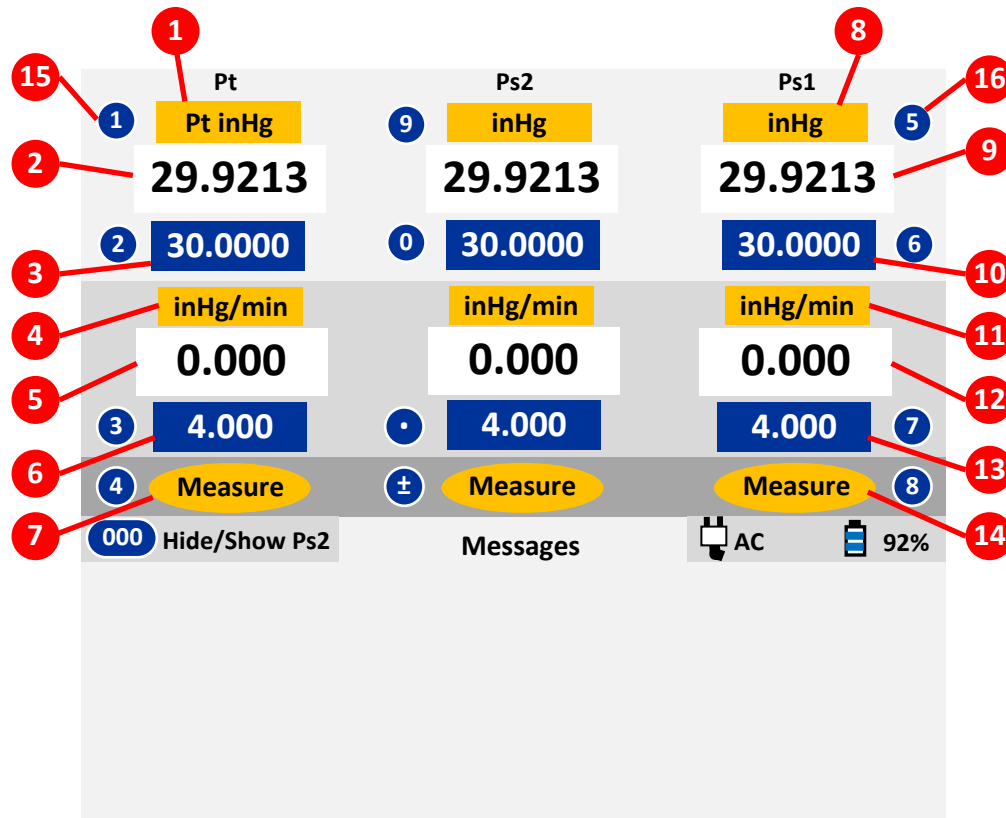 1 8
15 Pt Ps2 Ps1 16
1 Pt inHg 9 inHg inHg 5
2 29.9213 29.9213 29.9213 9
2 30.0000 0 30.0000 30.0000 6
3 10
4 inHg/min inHg/min inHg/min 11
0.000 0.000 0.000
5 12
3 4.000 • 4.000 4.000 7
6 13
4 Measure ± Measure Measure 8
7 14
000 Hide/Show Ps2 Messages AC 92%